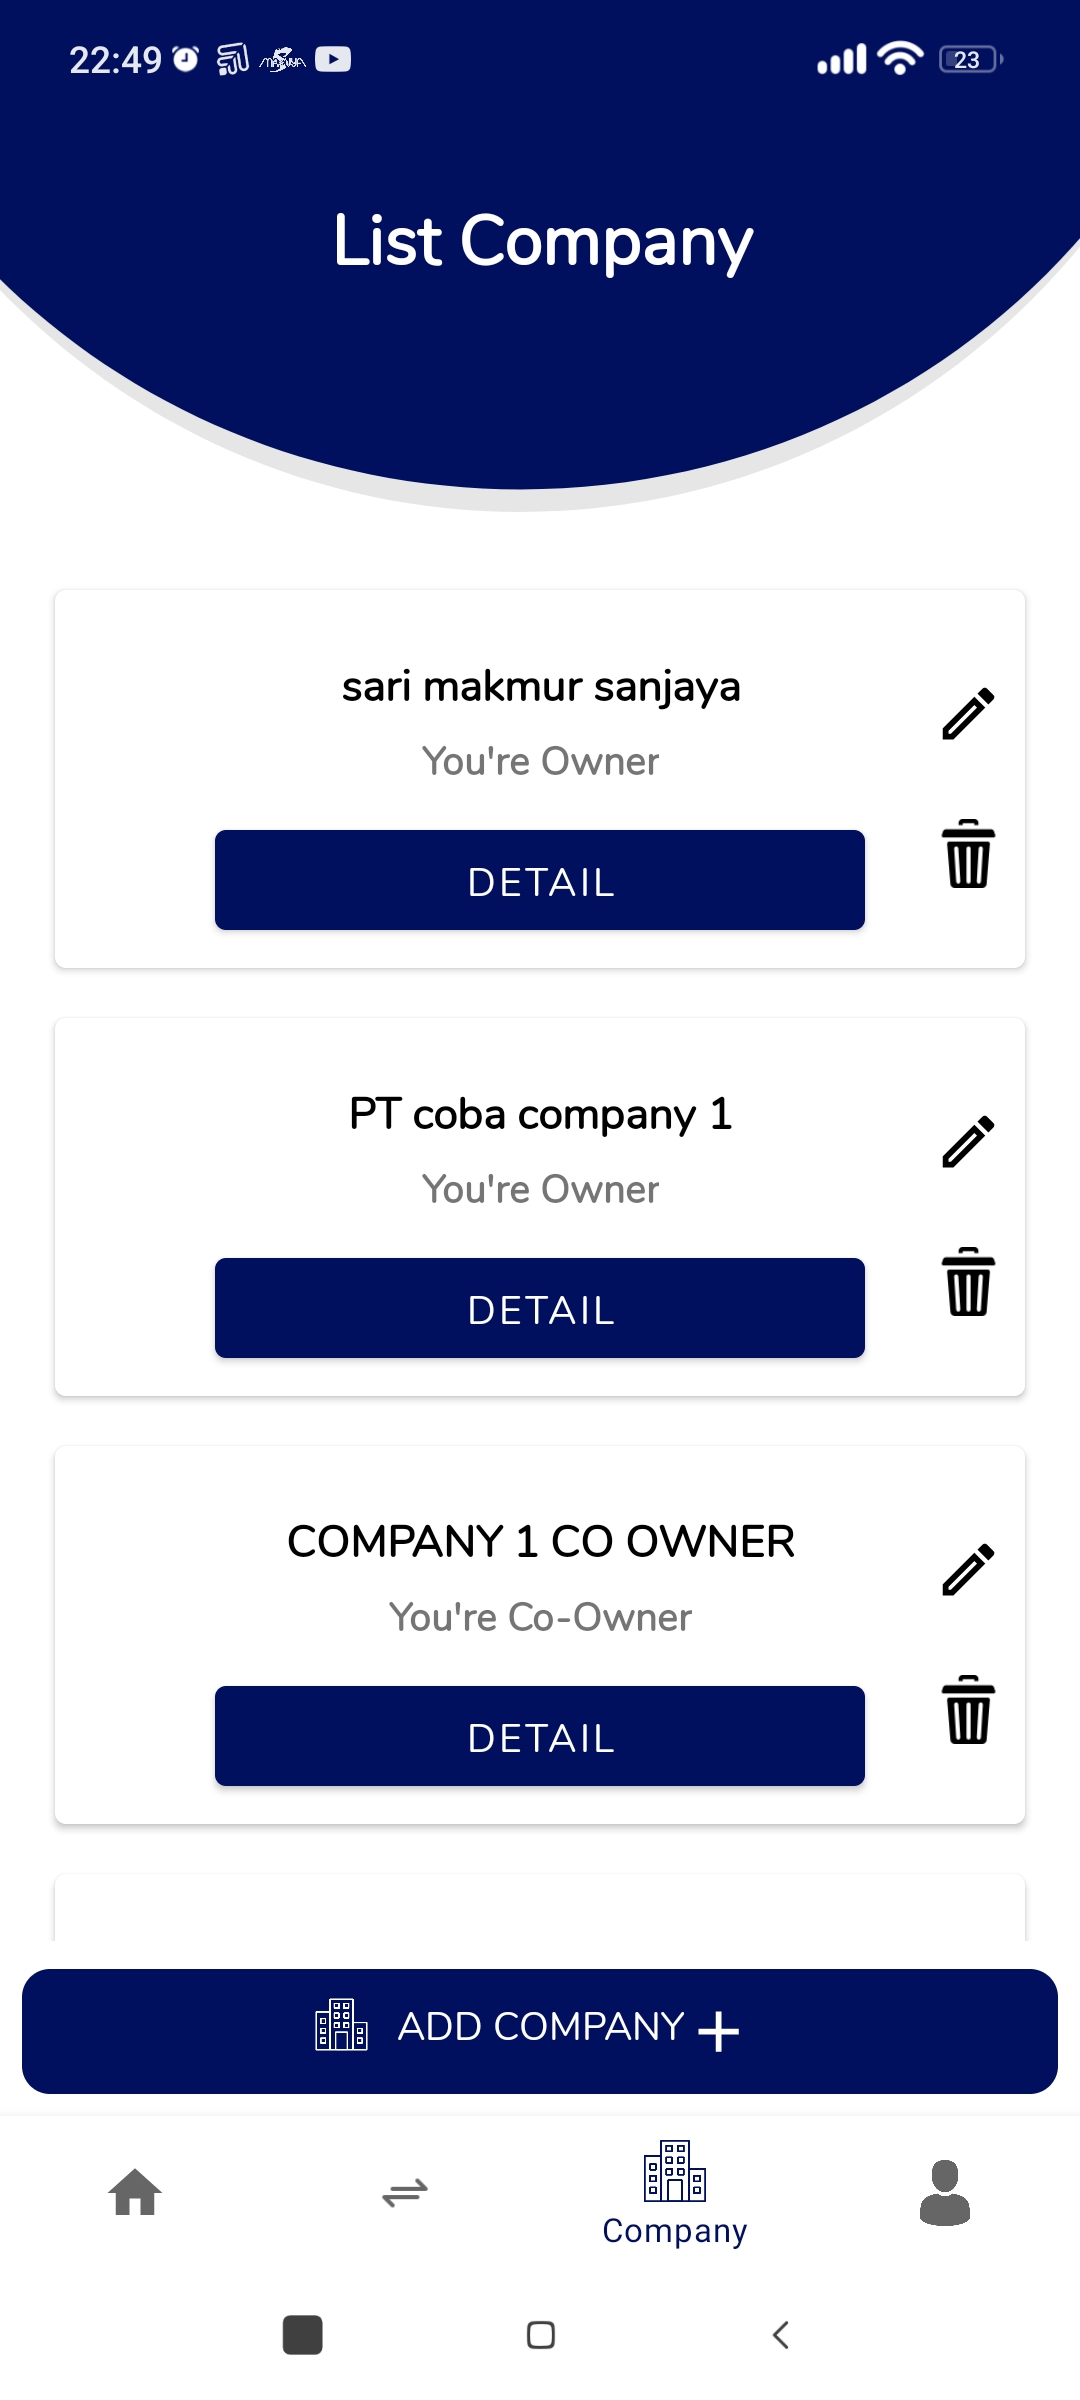 22:49
23
List Company
sari makmur sanjaya
You're Owner
DETAIL
PT coba company 1
You're Owner
DETAIL
COMPANY 1 CO OWNER
You're Co-Owner
DETAIL
ADD COMPANY +
Company